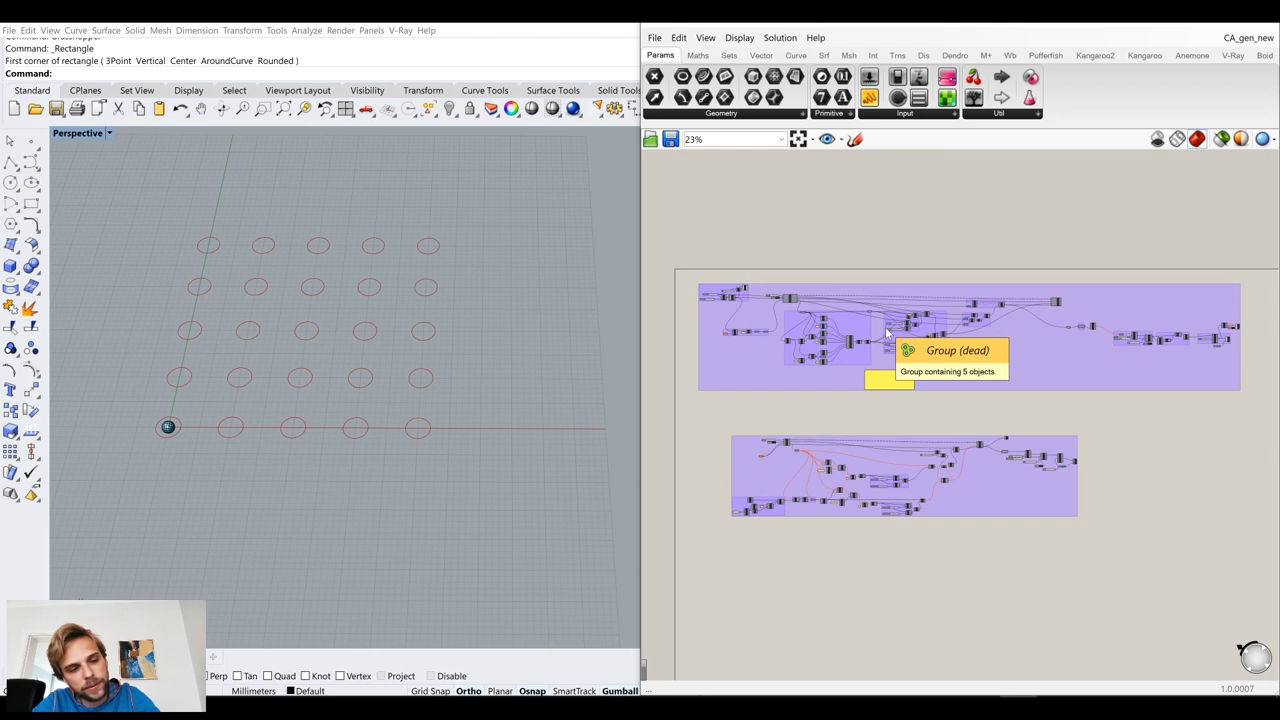 File Edit View Curve Surface Solid Mesh Dimension Transform Tools Analyze Render Panels V-Ray Help
Command: _Rectangle
First corner of rectangle ( 3Point Vertical Center AroundCurve Rounded )
Command:
Standard CPlanes Set View Display Select Viewport Layout Visibility Transform Curve Tools Surface Tools Solid Tools
Perspective
Perp Tan Quad Knot Vertex Project Disable
Millimeters Default Grid Snap Ortho Planar Osnap SmartTrack Gumball
File Edit View Display Solution Help CA_gen_new
Params Maths Sets Vector Curve Srf Msh Int Trns Dis Dendro M+ Wb Pufferfish Kangaroo2 Kangaroo Anemone V-Ray Boid
Geometry Primitive Input Util
23%
Group (dead)
Group containing 5 objects.
...
1.0.0007